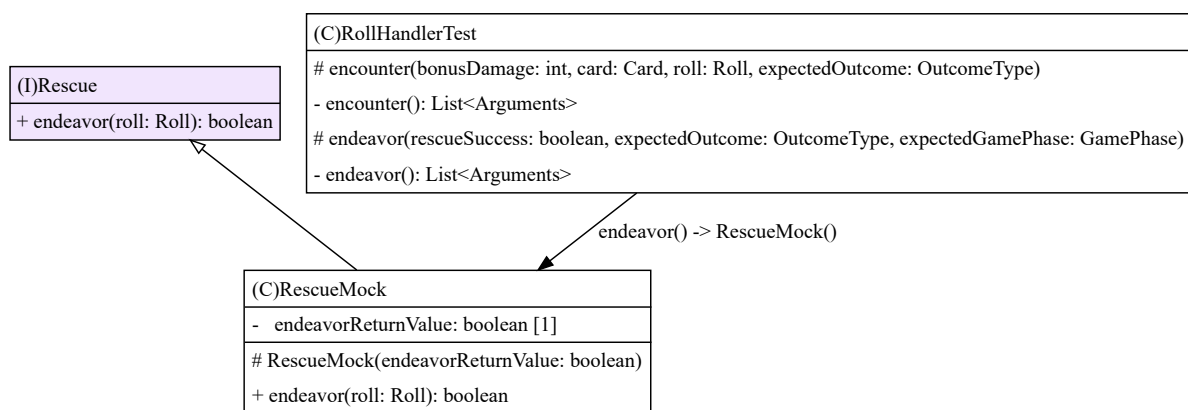 (C)RollHandlerTest
# encounter(bonusDamage: int, card: Card, roll: Roll, expectedOutcome: OutcomeType)
- encounter(): List<Arguments>
# endeavor(rescueSuccess: boolean, expectedOutcome: OutcomeType, expectedGamePhase: GamePhase)
- endeavor(): List<Arguments>
(I)Rescue
+ endeavor(roll: Roll): boolean
endeavor() -> RescueMock()
(C)RescueMock
- endeavorReturnValue: boolean [1]
# RescueMock(endeavorReturnValue: boolean)
+ endeavor(roll: Roll): boolean